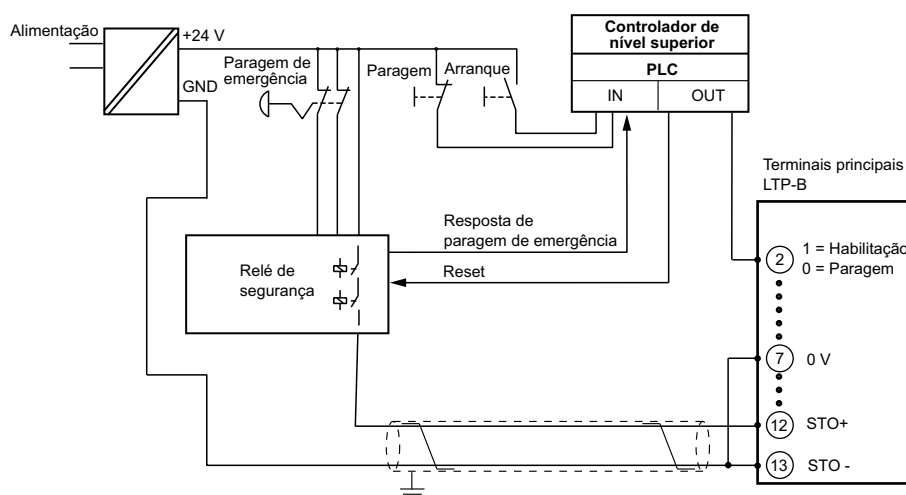 Alimentação
+24 V
GND
Paragem de
emergência
Paragem
Arranque
Controlador de
nível superior
PLC
IN
OUT
Terminais principais
LTP-B
Resposta de
paragem de emergência
Reset
Relé de
segurança
2
1 = Habilitação
0 = Paragem
7
0 V
12
STO+
13
STO -